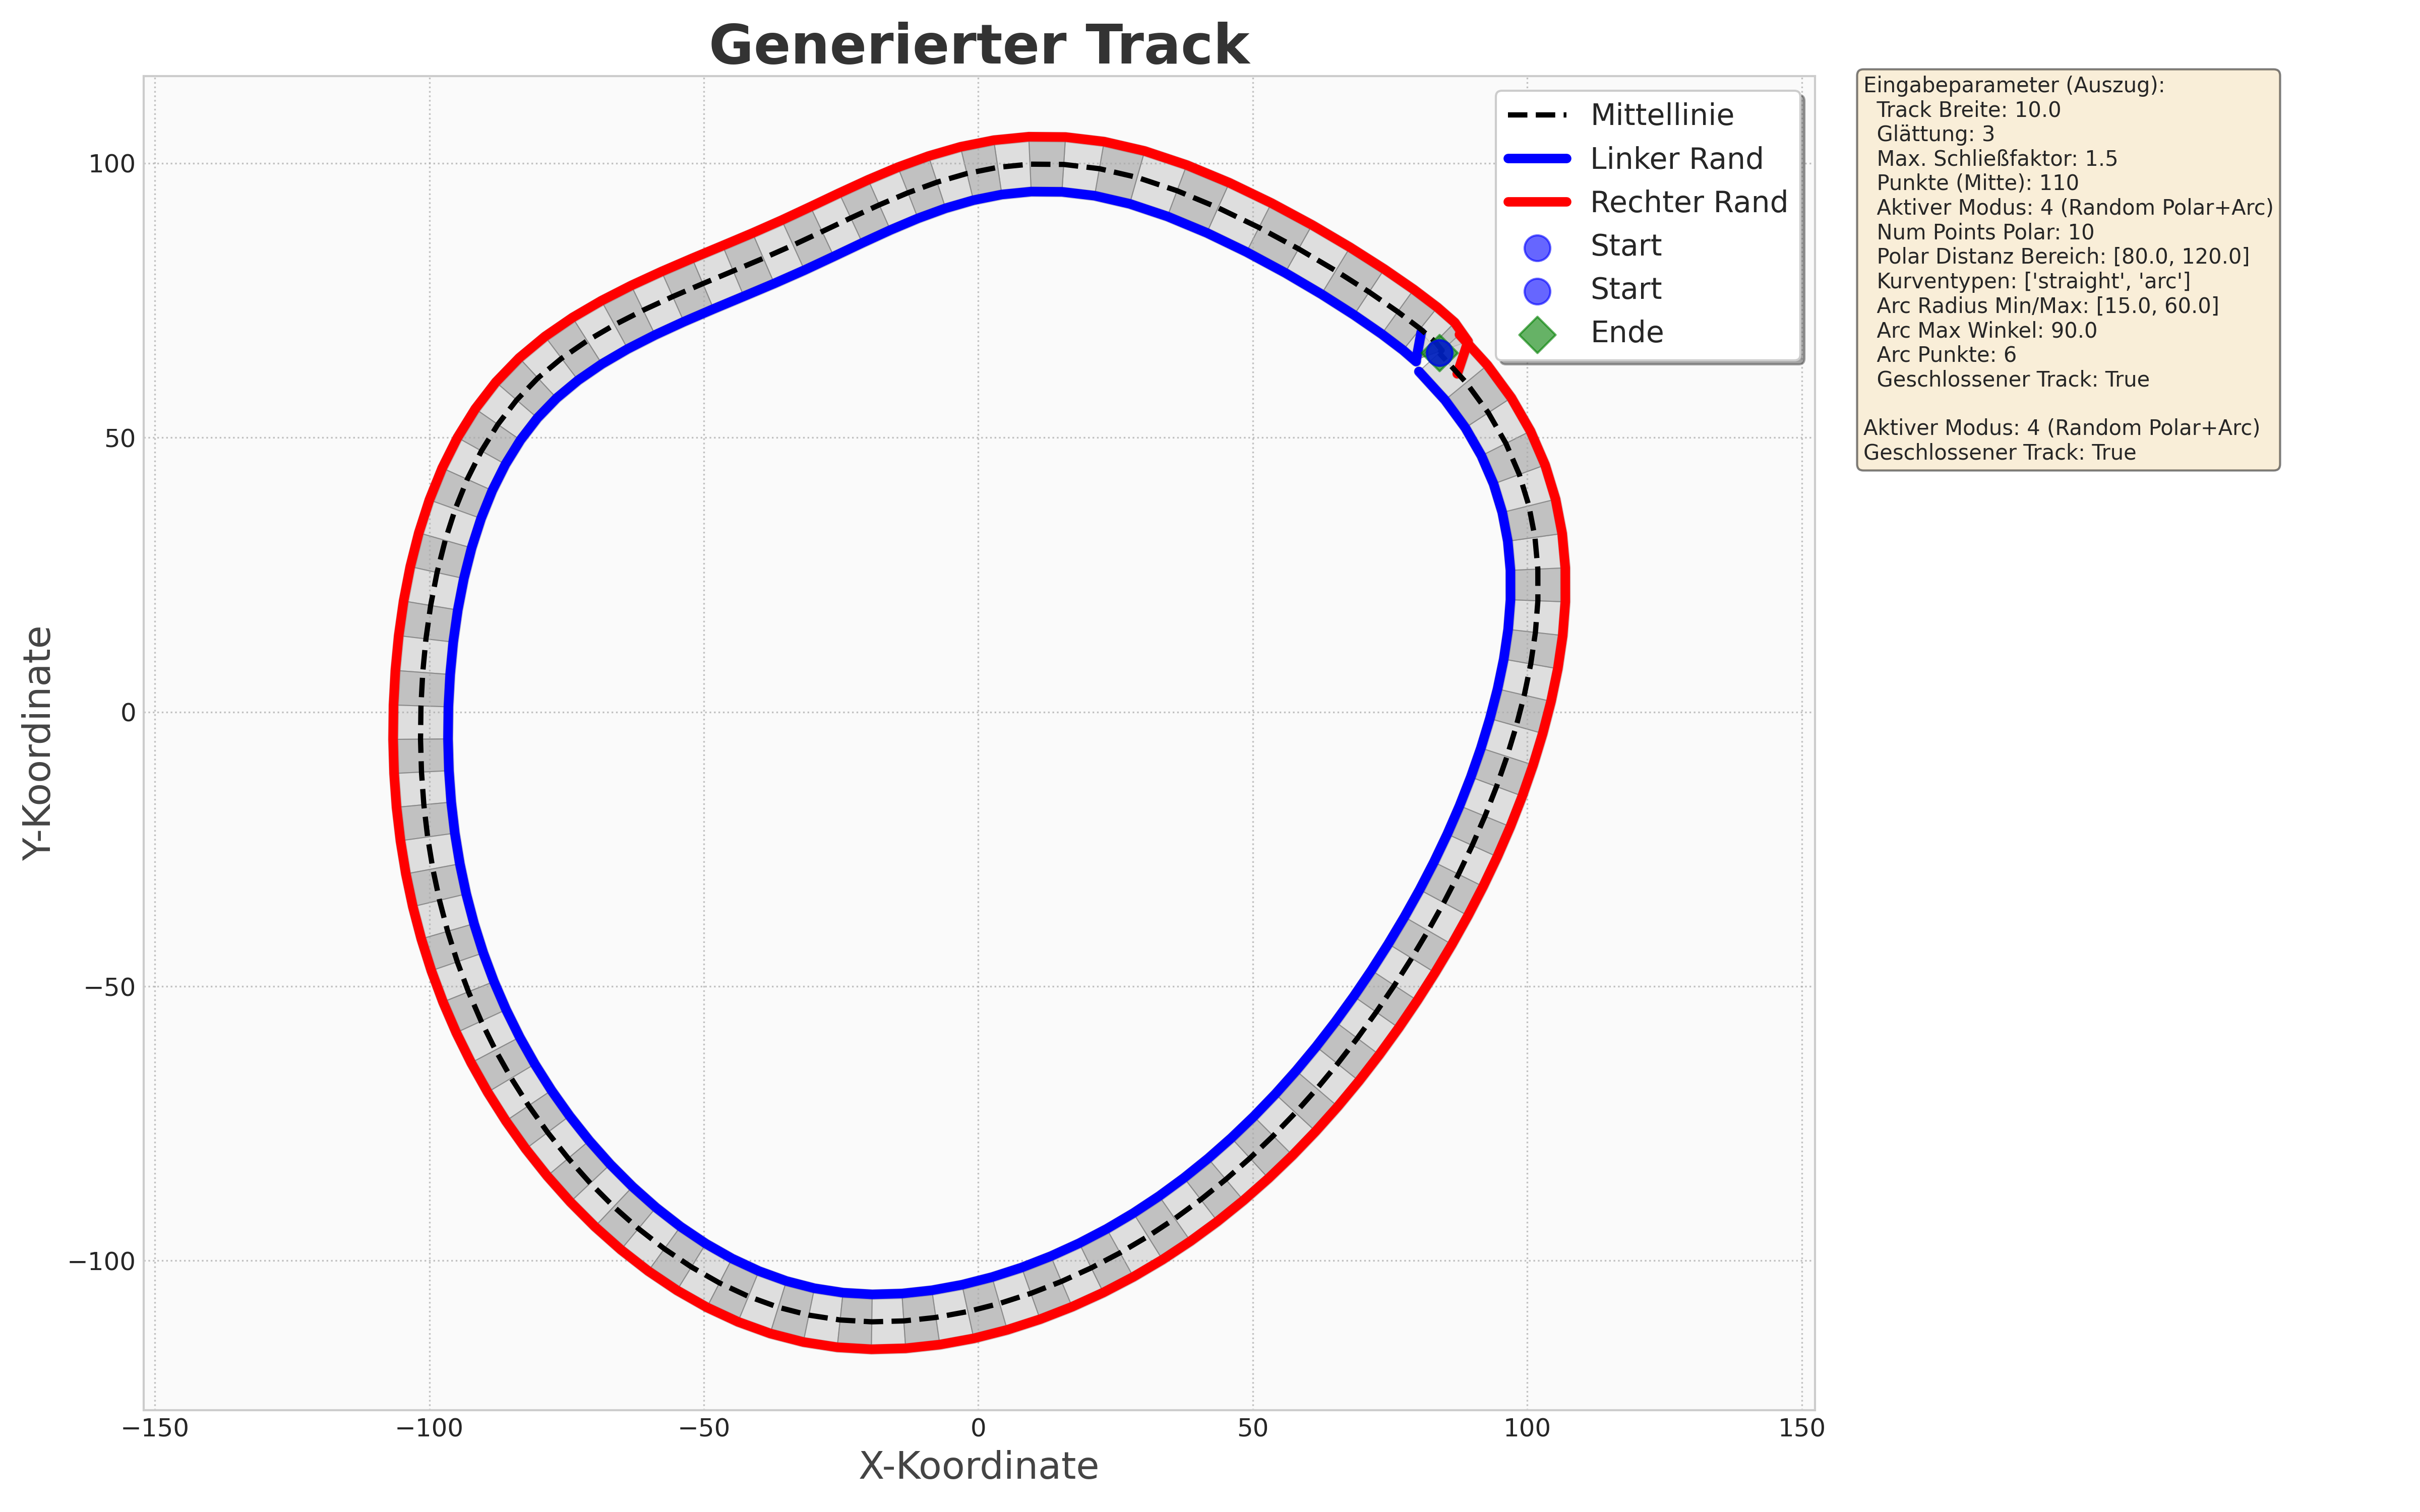 Generierter Track
Mittellinie
Linker Rand
Rechter Rand
Start
Start
Ende
Eingabeparameter (Auszug):
Track Breite: 10.0
Glättung: 3
Max. Schließfaktor: 1.5
Punkte (Mitte): 110
Aktiver Modus: 4 (Random Polar+Arc)
Num Points Polar: 10
Polar Distanz Bereich: [80.0, 120.0]
Kurventypen: ['straight', 'arc']
Arc Radius Min/Max: [15.0, 60.0]
Arc Max Winkel: 90.0
Arc Punkte: 6
Geschlossener Track: True
Aktiver Modus: 4 (Random Polar+Arc)
Geschlossener Track: True
Y-Koordinate
100
50
0
−50
−100
−150
−100
−50
0
50
100
150
X-Koordinate